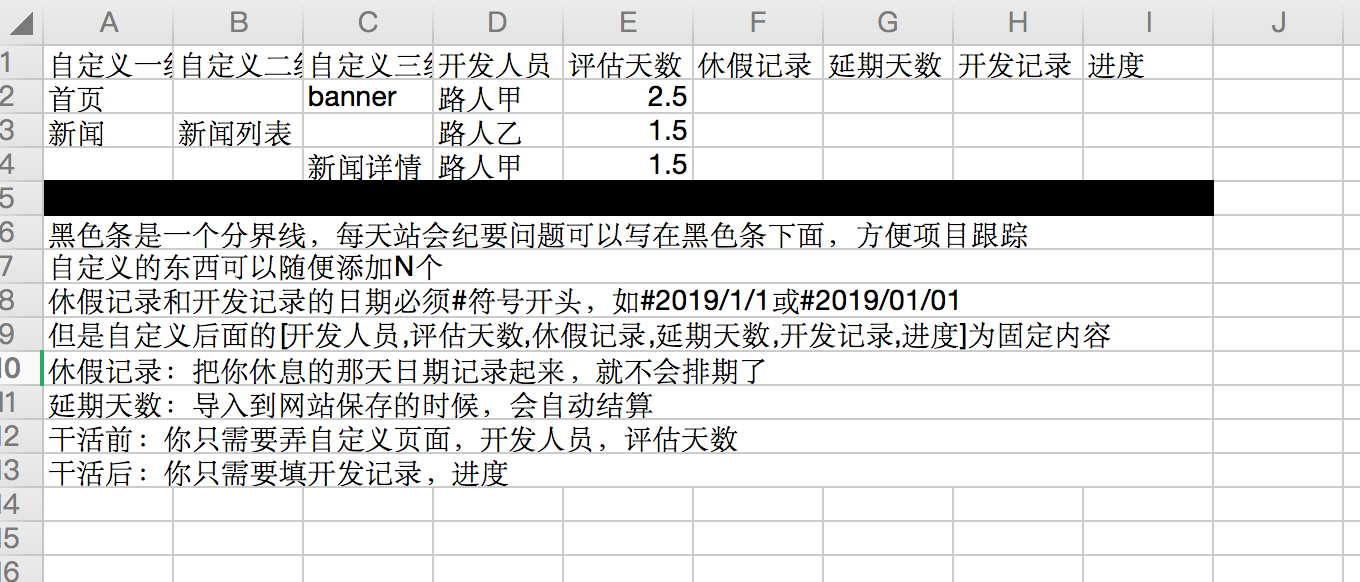 A B C D E F G H I J
1 自定义一 自定义二 自定义三 开发人员 评估天数 休假记录 延期天数 开发记录 进度
2 首页 banner 路人甲 2.5
3 新闻 新闻列表 路人乙 1.5
4 新闻详情 路人甲 1.5
5
6 黑色条是一个分界线，每天站会纪要问题可以写在黑色条下面，方便项目跟踪
7 自定义的东西可以随便添加N个
8 休假记录和开发记录的日期必须#符号开头，如#2019/1/1或#2019/01/01
9 但是自定义后面的[开发人员,评估天数,休假记录,延期天数,开发记录,进度]为固定内容
10 休假记录：把你休息的那天日期记录起来，就不会排期了
11 延期天数：导入到网站保存的时候，会自动结算
12 干活前：你只需要弄自定义页面，开发人员，评估天数
13 干活后：你只需要填开发记录，进度
14
15
16